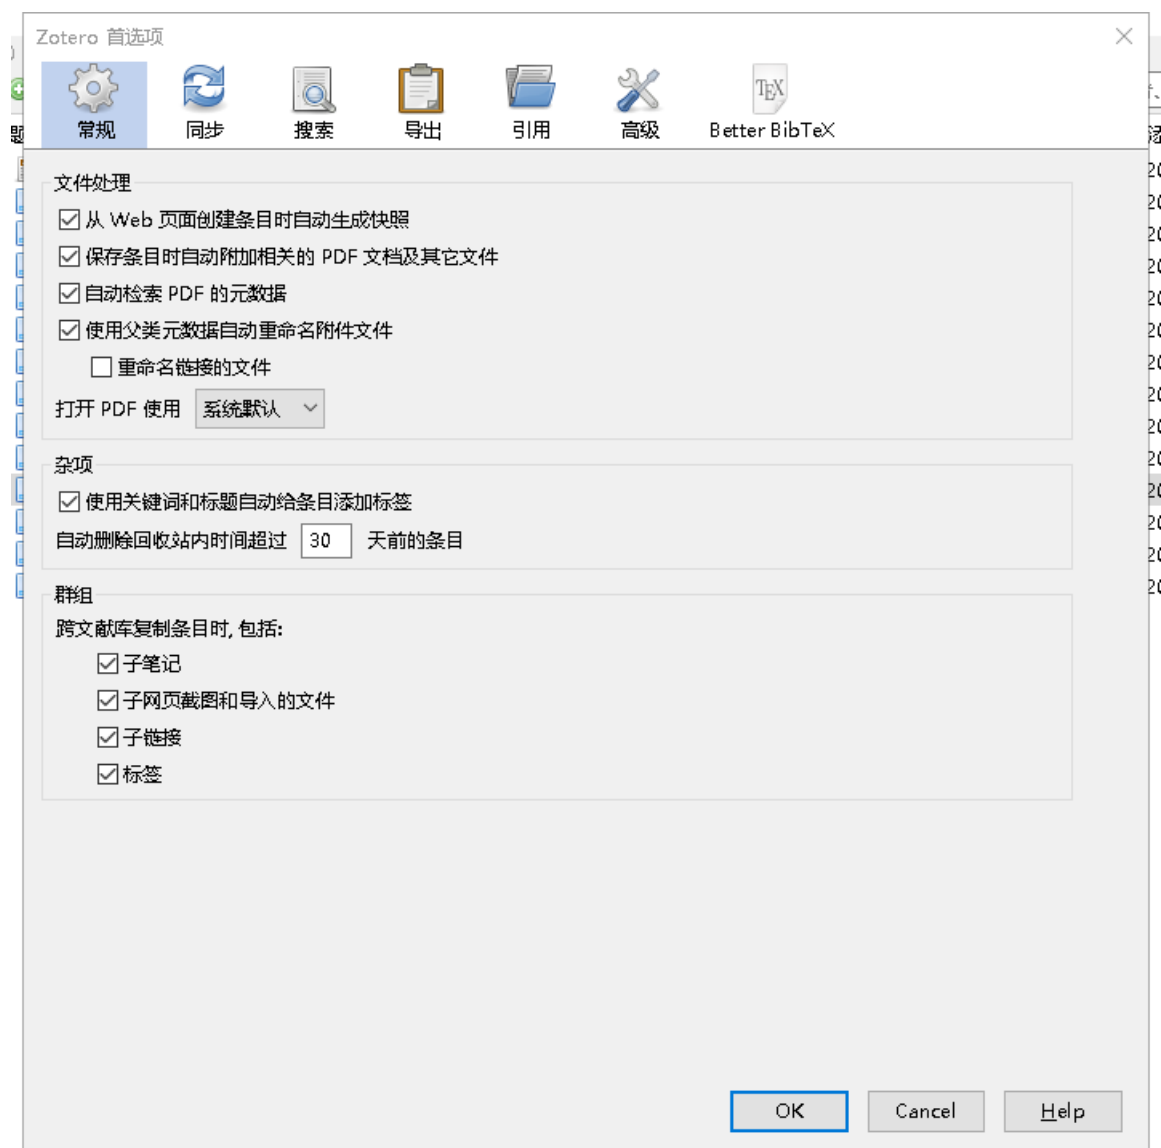 Zotero 首选项
常规 同步 搜索 导出 引用 高级 TEX Better BibTeX
文件处理
从 Web 页面创建条目时自动生成快照
保存条目时自动附加相关的 PDF 文档及其它文件
自动检索 PDF 的元数据
使用父类元数据自动重命名附件文件
重命名链接的文件
打开 PDF 使用 系统默认
杂项
使用关键词和标题自动给条目添加标签
自动删除回收站内时间超过 30 天前的条目
群组
跨文献库复制条目时, 包括:
子笔记
子网页截图和导入的文件
子链接
标签
OK Cancel Help